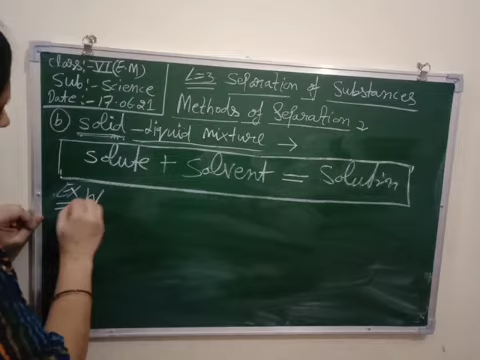 Class:- VI (E.M)
Sub:- Science
Date:- 17.06.21
L=3 Separation of Substances
Methods of Separation
(b) Solid - liquid mixture →
Solute + Solvent = Solution
Ex